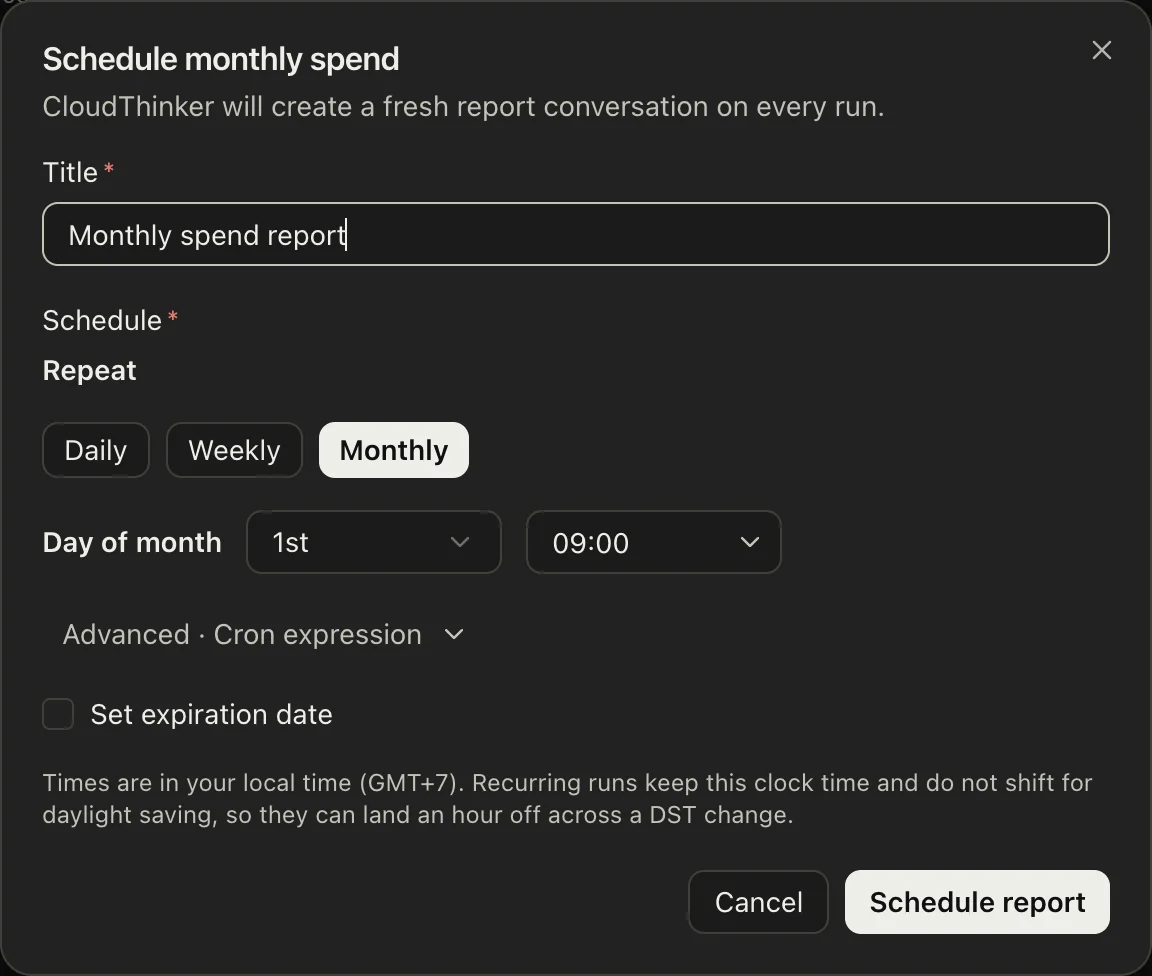 Schedule monthly spend
CloudThinker will create a fresh report conversation on every run.
Title *
Monthly spend report
Schedule *
Repeat
Daily Weekly Monthly
Day of month 1st 09:00
Advanced · Cron expression
Set expiration date
Times are in your local time (GMT+7). Recurring runs keep this clock time and do not shift for
daylight saving, so they can land an hour off across a DST change.
Cancel Schedule report